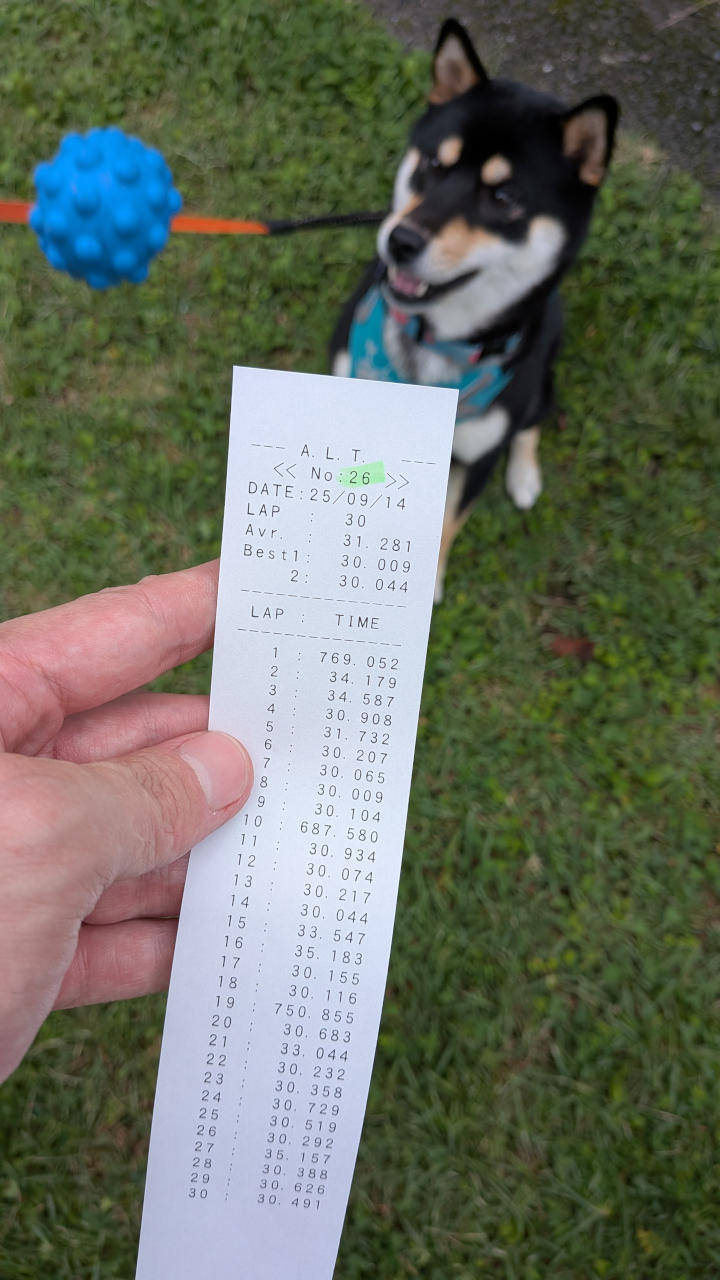 --- A. L. T. ---
<< No:26 >>
DATE:25/09/14
LAP : 30
Avr. : 31. 281
Best1: 30. 009
2: 30. 044
LAP : TIME
1 : 769. 052
2 : 34. 179
3 : 34. 587
4 : 30. 908
5 : 31. 732
6 : 30. 207
7 : 30. 065
8 : 30. 009
9 : 30. 104
10 : 687. 580
11 : 30. 934
12 : 30. 074
13 : 30. 217
14 : 30. 044
15 : 33. 547
16 : 35. 183
17 : 30. 155
18 : 30. 116
19 : 750. 855
20 : 30. 683
21 : 33. 044
22 : 30. 232
23 : 30. 358
24 : 30. 729
25 : 30. 519
26 : 30. 292
27 : 35. 157
28 : 30. 388
29 : 30. 626
30 : 30. 491